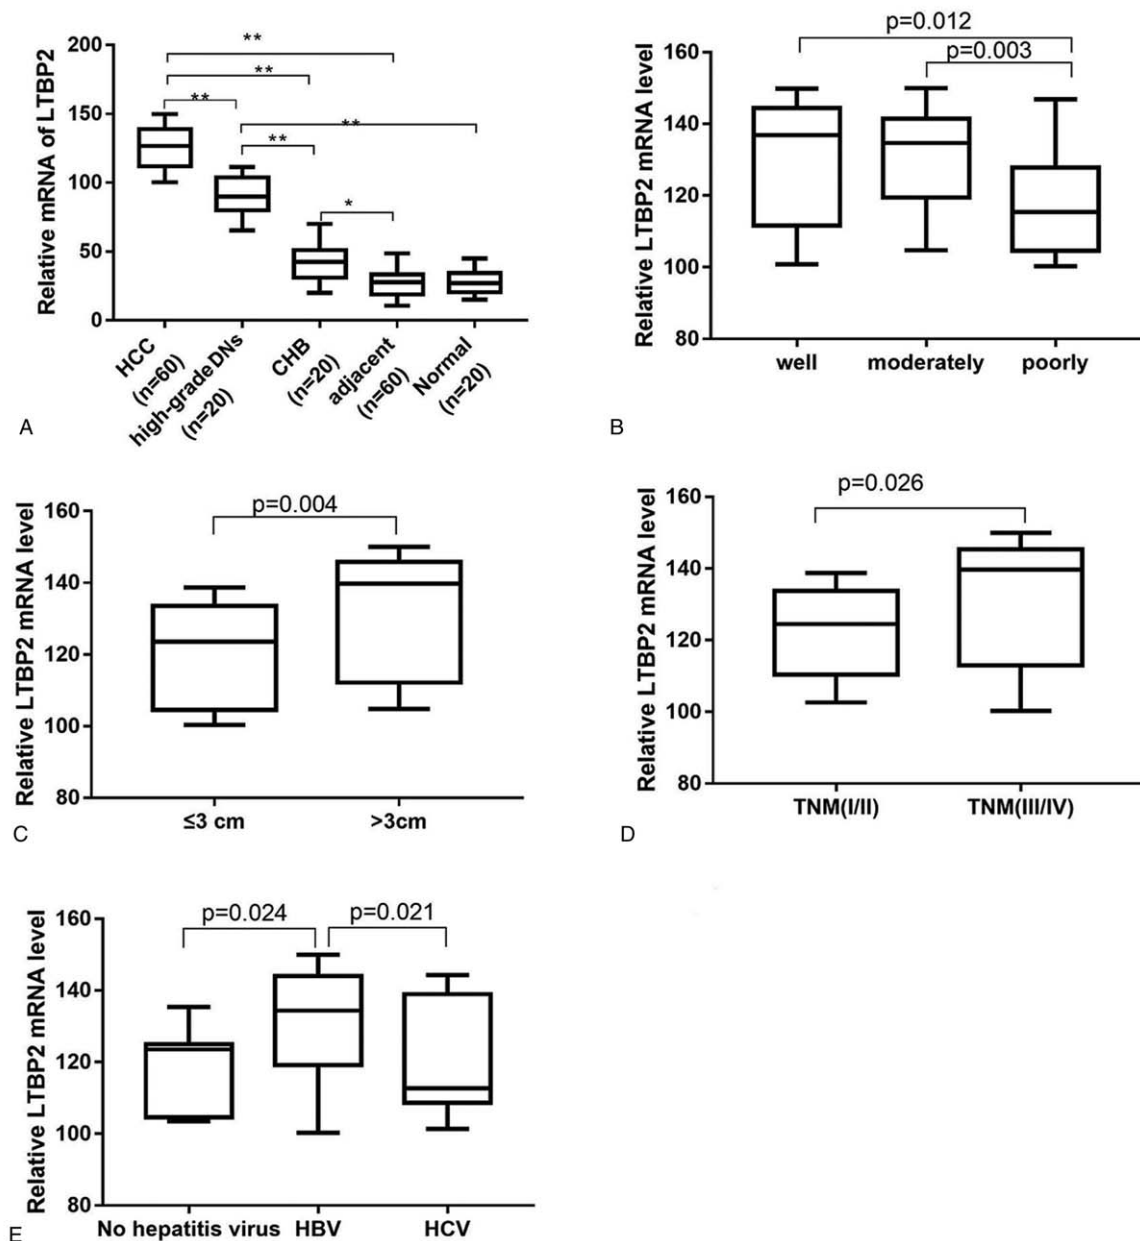 Relative mRNA of LTBP2
200
150
100
50
0
**
**
**
**
**
*
HCC
(n=60)
high-grade DNs
(n=20)
CHB
(n=20)
adjacent
(n=60)
Normal
(n=20)
A
Relative LTBP2 mRNA level
160
140
120
100
80
p=0.012
p=0.003
well moderately poorly
B
Relative LTBP2 mRNA level
160
140
120
100
80
p=0.004
≤3 cm >3cm
C
Relative LTBP2 mRNA level
160
140
120
100
80
p=0.026
TNM(I/II) TNM(III/IV)
D
Relative LTBP2 mRNA level
160
140
120
100
80
p=0.024 p=0.021
No hepatitis virus HBV HCV
E